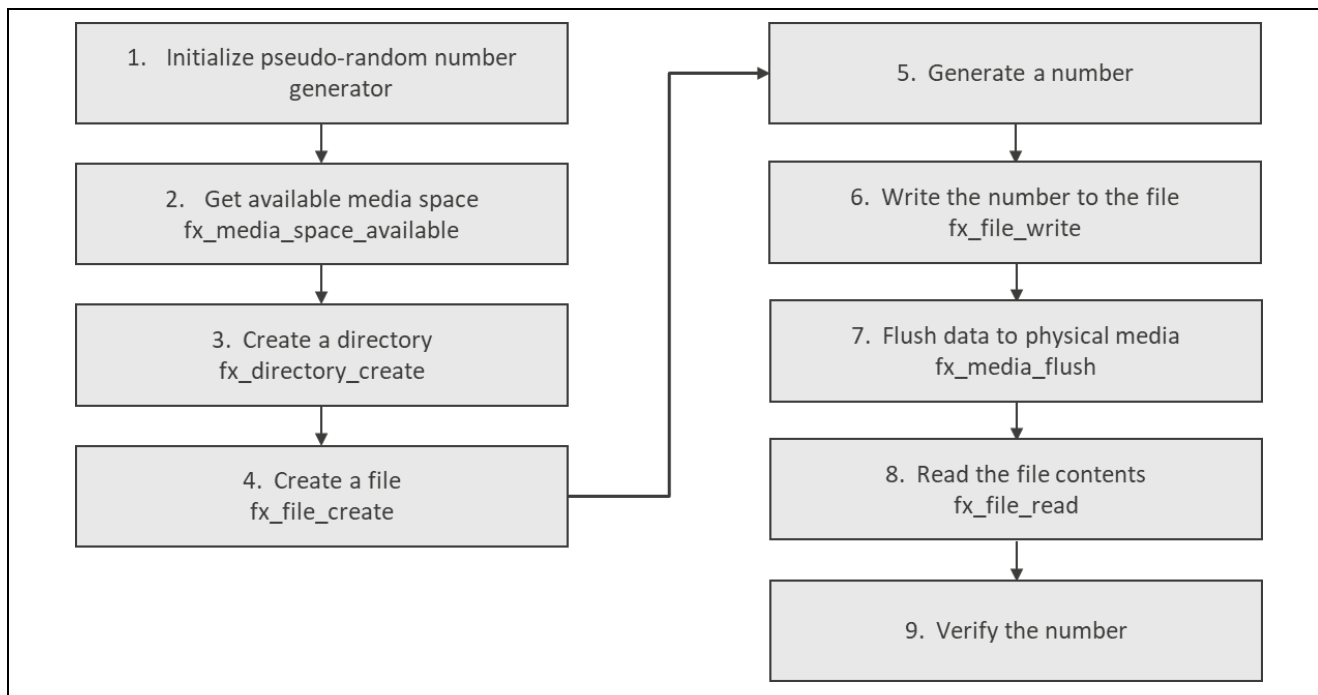 1. Initialize pseudo-random number
generator
2. Get available media space
fx_media_space_available
3. Create a directory
fx_directory_create
4. Create a file
fx_file_create
5. Generate a number
6. Write the number to the file
fx_file_write
7. Flush data to physical media
fx_media_flush
8. Read the file contents
fx_file_read
9. Verify the number